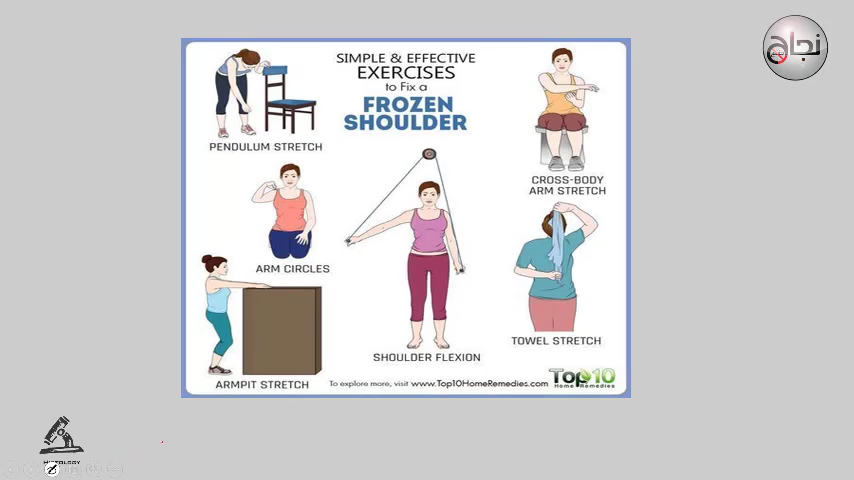 نجاح
SIMPLE & EFFECTIVE
EXERCISES
to Fix a
FROZEN
SHOULDER
PENDULUM STRETCH
CROSS-BODY
ARM STRETCH
ARM CIRCLES
TOWEL STRETCH
SHOULDER FLEXION
ARMPIT STRETCH
To explore more, visit www.Top10HomeRemedies.com
Top10
Home Remedies